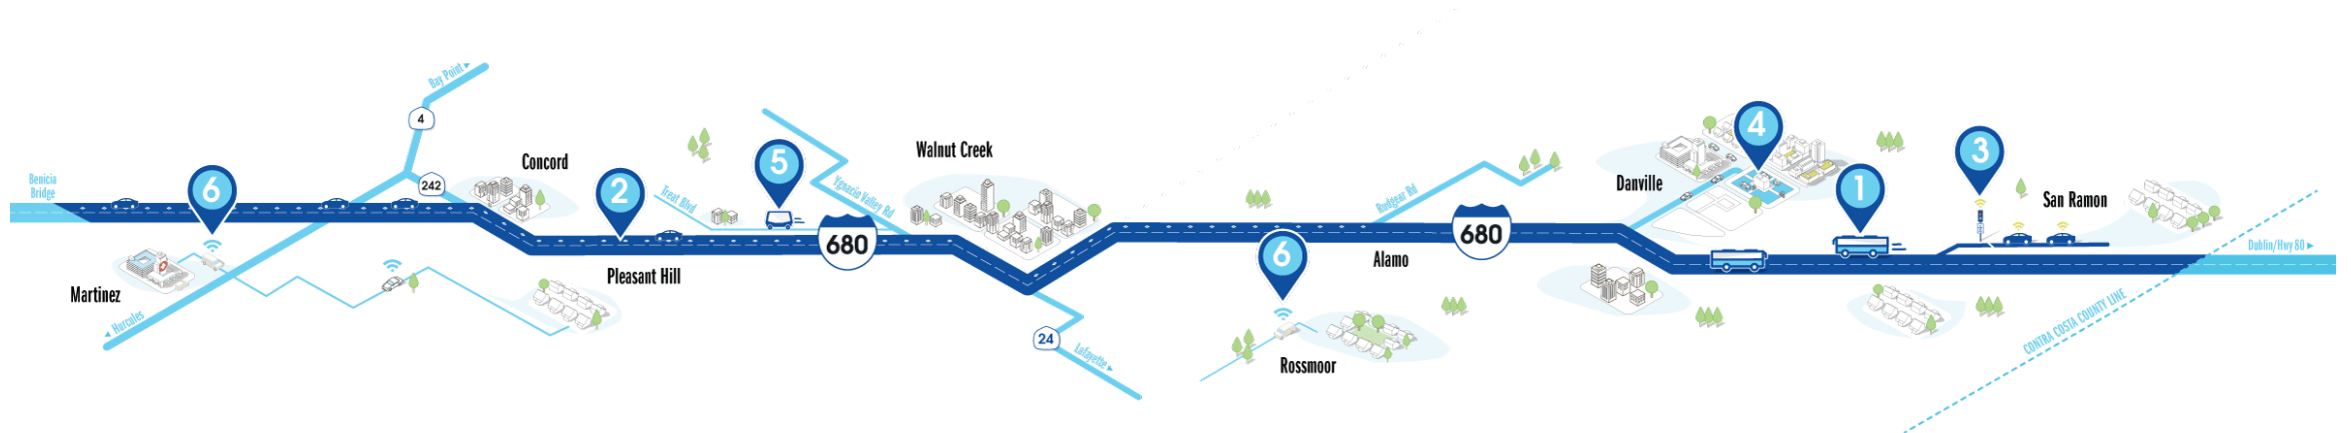 Benicia
Bridge
6
Martinez
Hurcules
Bay Point
4
242
Concord
2
Pleasant Hill
Treat Blvd
5
Ygnacio Valley Rd
680
Walnut Creek
24
Lafayette
6
Rossmoor
Rudgear Rd
Alamo
680
Danville
4
1
3
San Ramon
Dublin/Hwy 80
CONTRA COSTA COUNTY LINE